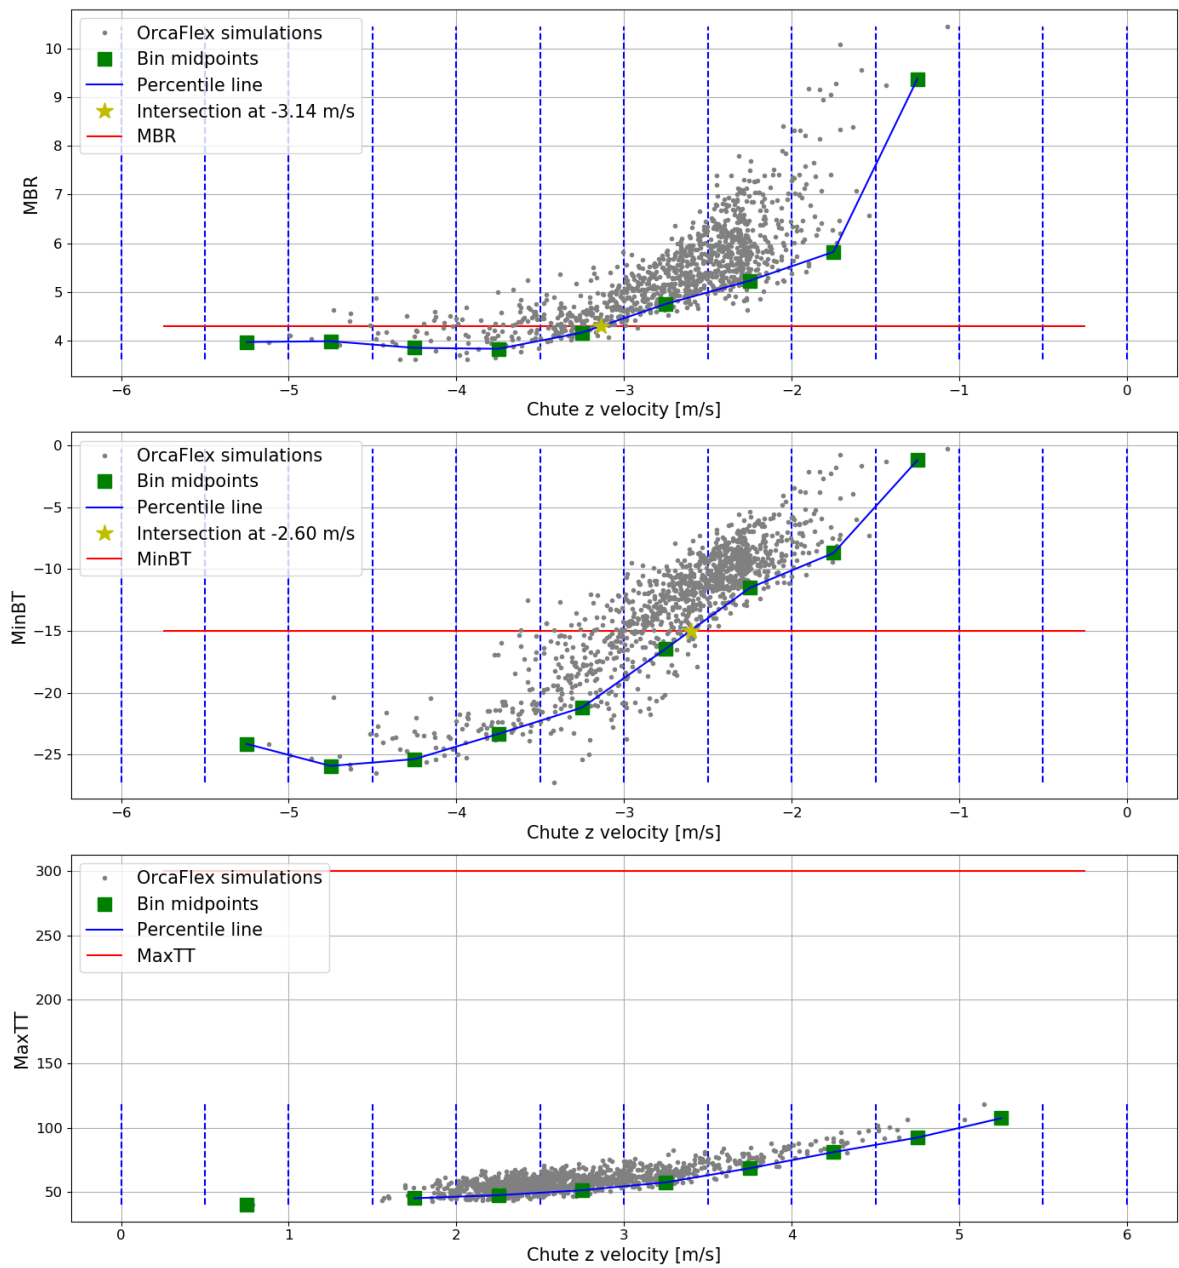 OrcaFlex simulations
Bin midpoints
Percentile line
Intersection at -3.14 m/s
MBR
10
9
8
7
6
5
4
MBR
−6 −5 −4 −3 −2 −1 0
Chute z velocity [m/s]
OrcaFlex simulations
Bin midpoints
Percentile line
Intersection at -2.60 m/s
MinBT
0
−5
−10
−15
−20
−25
MinBT
−6 −5 −4 −3 −2 −1 0
Chute z velocity [m/s]
OrcaFlex simulations
Bin midpoints
Percentile line
MaxTT
300
250
200
150
100
50
MaxTT
0 1 2 3 4 5 6
Chute z velocity [m/s]